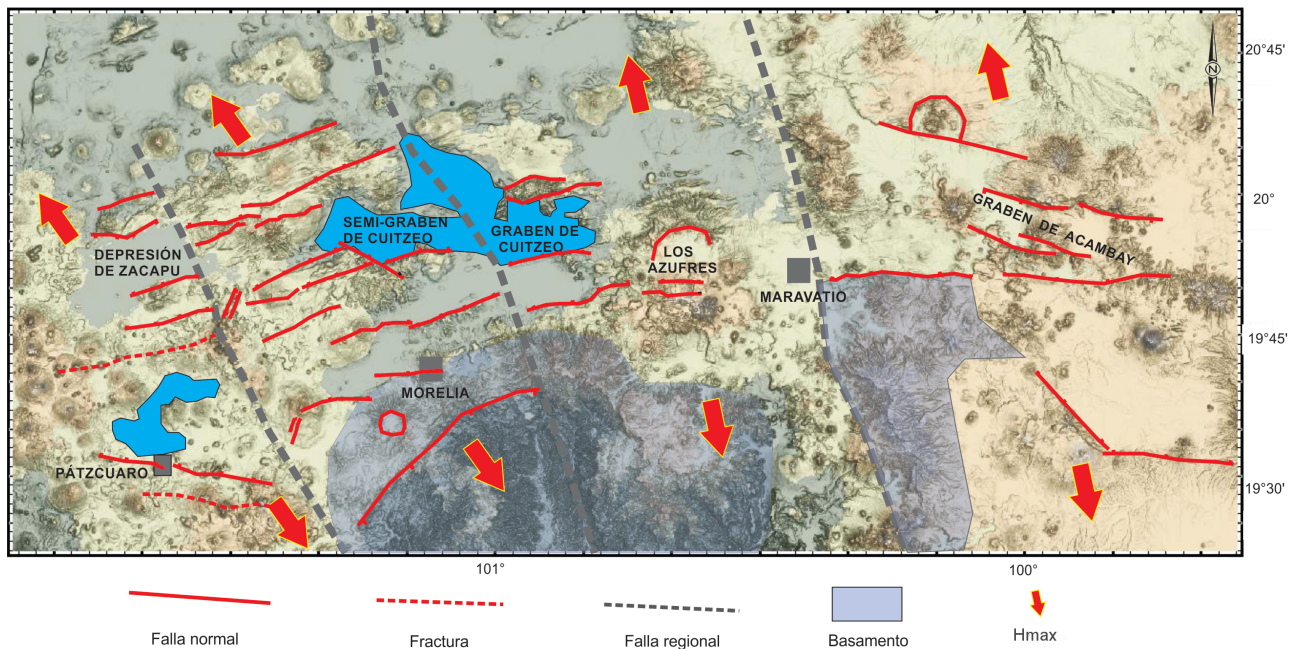 20°45'
20°
19°45'
19°30'
N
SEMI-GRABEN
DE CUITZEO
GRABEN DE
CUITZEO
DEPRESIÓN
DE ZACAPU
LOS
AZUFRES
MARAVATIO
GRABEN DE ACAMBAY
MORELIA
PÁTZCUARO
101°
100°
Falla normal
Fractura
Falla regional
Basamento
Hmax